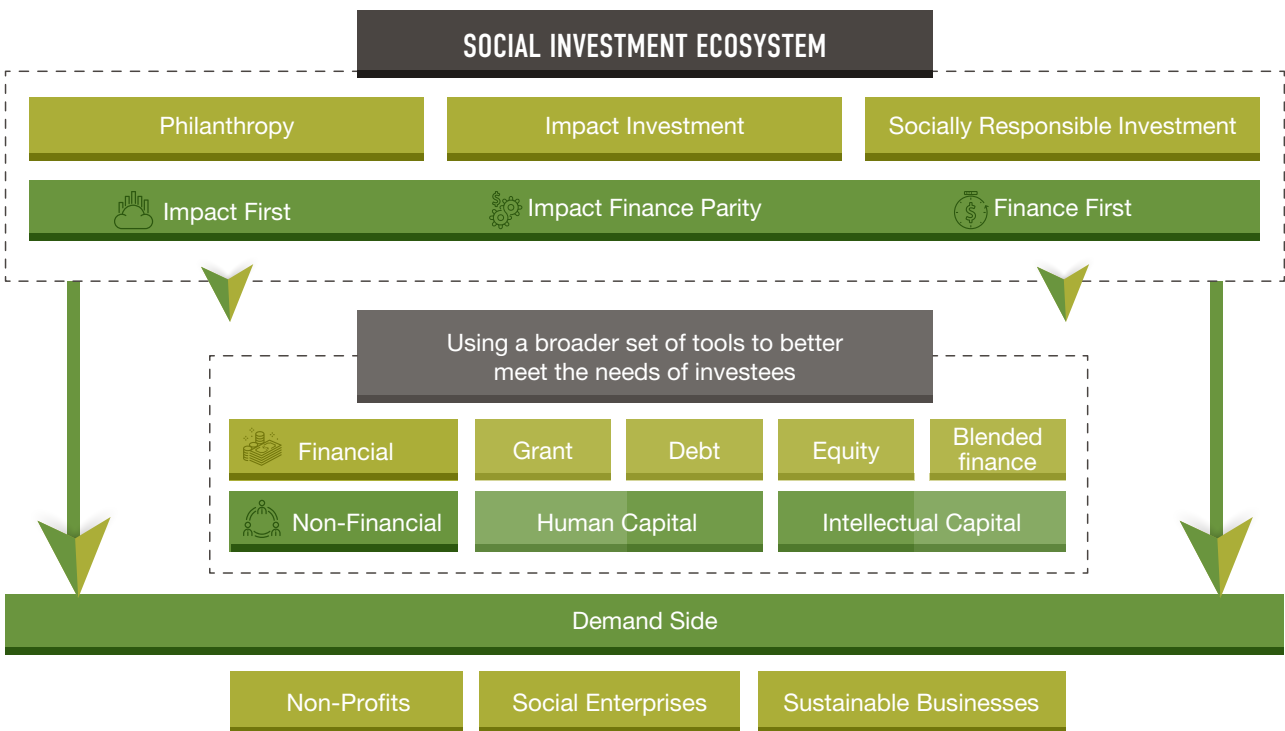 SOCIAL INVESTMENT ECOSYSTEM
Philanthropy
Impact Investment
Socially Responsible Investment
Impact First
Impact Finance Parity
Finance First
Using a broader set of tools to better
meet the needs of investees
Financial
Grant
Debt
Equity
Blended
finance
Non-Financial
Human Capital
Intellectual Capital
Demand Side
Non-Profits
Social Enterprises
Sustainable Businesses